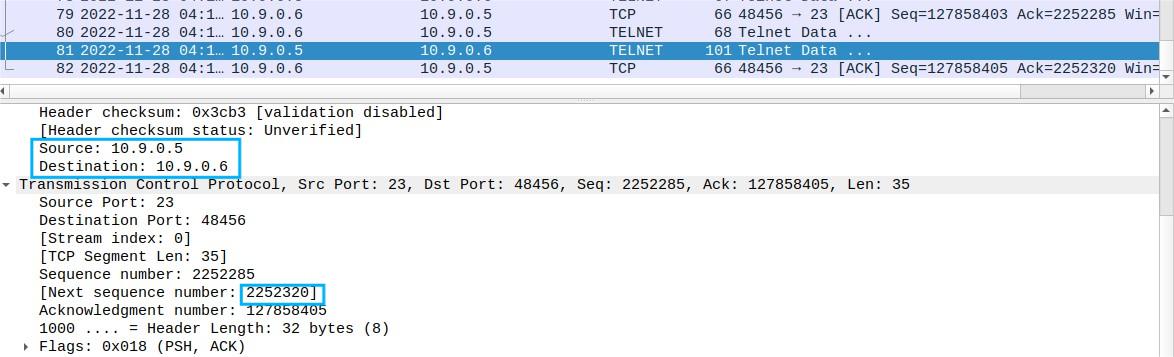 79 2022-11-28 04:1… 10.9.0.6 10.9.0.5 TCP 66 48456 → 23 [ACK] Seq=127858403 Ack=2252285 Win=
80 2022-11-28 04:1… 10.9.0.6 10.9.0.5 TELNET 68 Telnet Data ...
81 2022-11-28 04:1… 10.9.0.5 10.9.0.6 TELNET 101 Telnet Data ...
82 2022-11-28 04:1… 10.9.0.6 10.9.0.5 TCP 66 48456 → 23 [ACK] Seq=127858405 Ack=2252320 Win=
Header checksum: 0x3cb3 [validation disabled]
[Header checksum status: Unverified]
Source: 10.9.0.5
Destination: 10.9.0.6
Transmission Control Protocol, Src Port: 23, Dst Port: 48456, Seq: 2252285, Ack: 127858405, Len: 35
Source Port: 23
Destination Port: 48456
[Stream index: 0]
[TCP Segment Len: 35]
Sequence number: 2252285
[Next sequence number: 2252320]
Acknowledgment number: 127858405
1000 .... = Header Length: 32 bytes (8)
Flags: 0x018 (PSH, ACK)